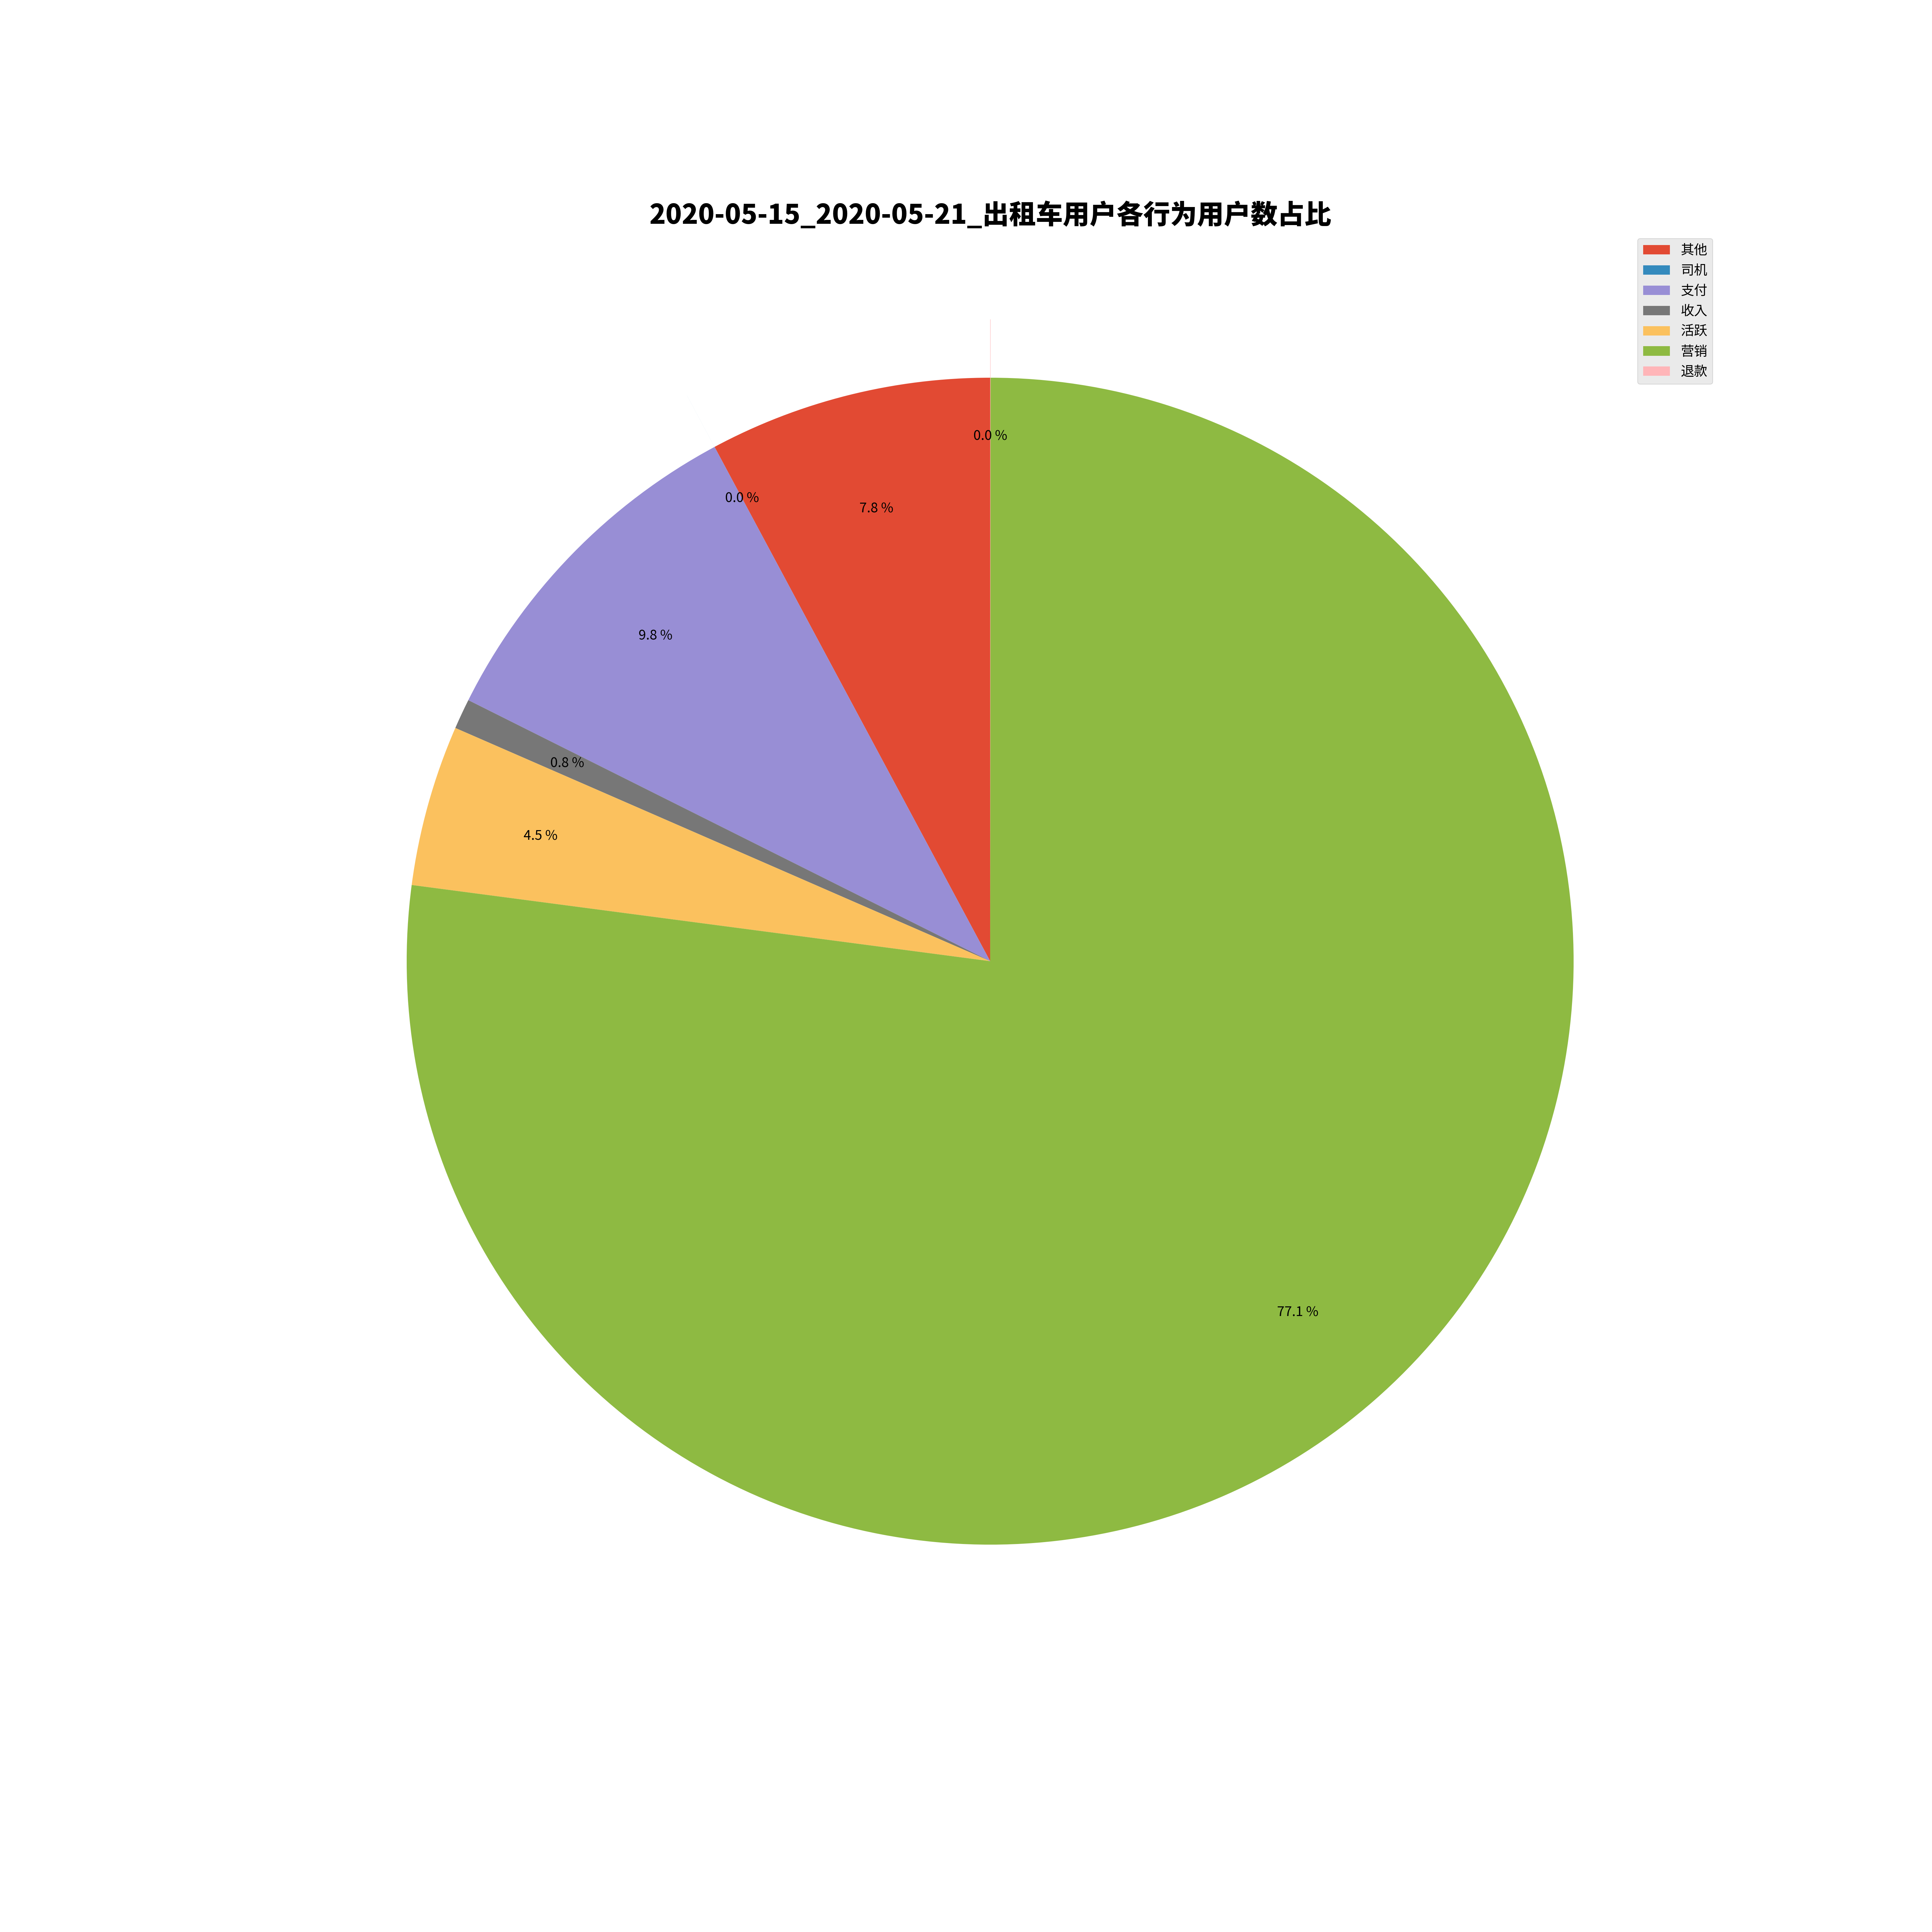 2020-05-15_2020-05-21_出租车用户各行为用户数占比
其他
司机
支付
收入
活跃
营销
退款
0.0 %
0.0 %
7.8 %
9.8 %
0.8 %
4.5 %
77.1 %